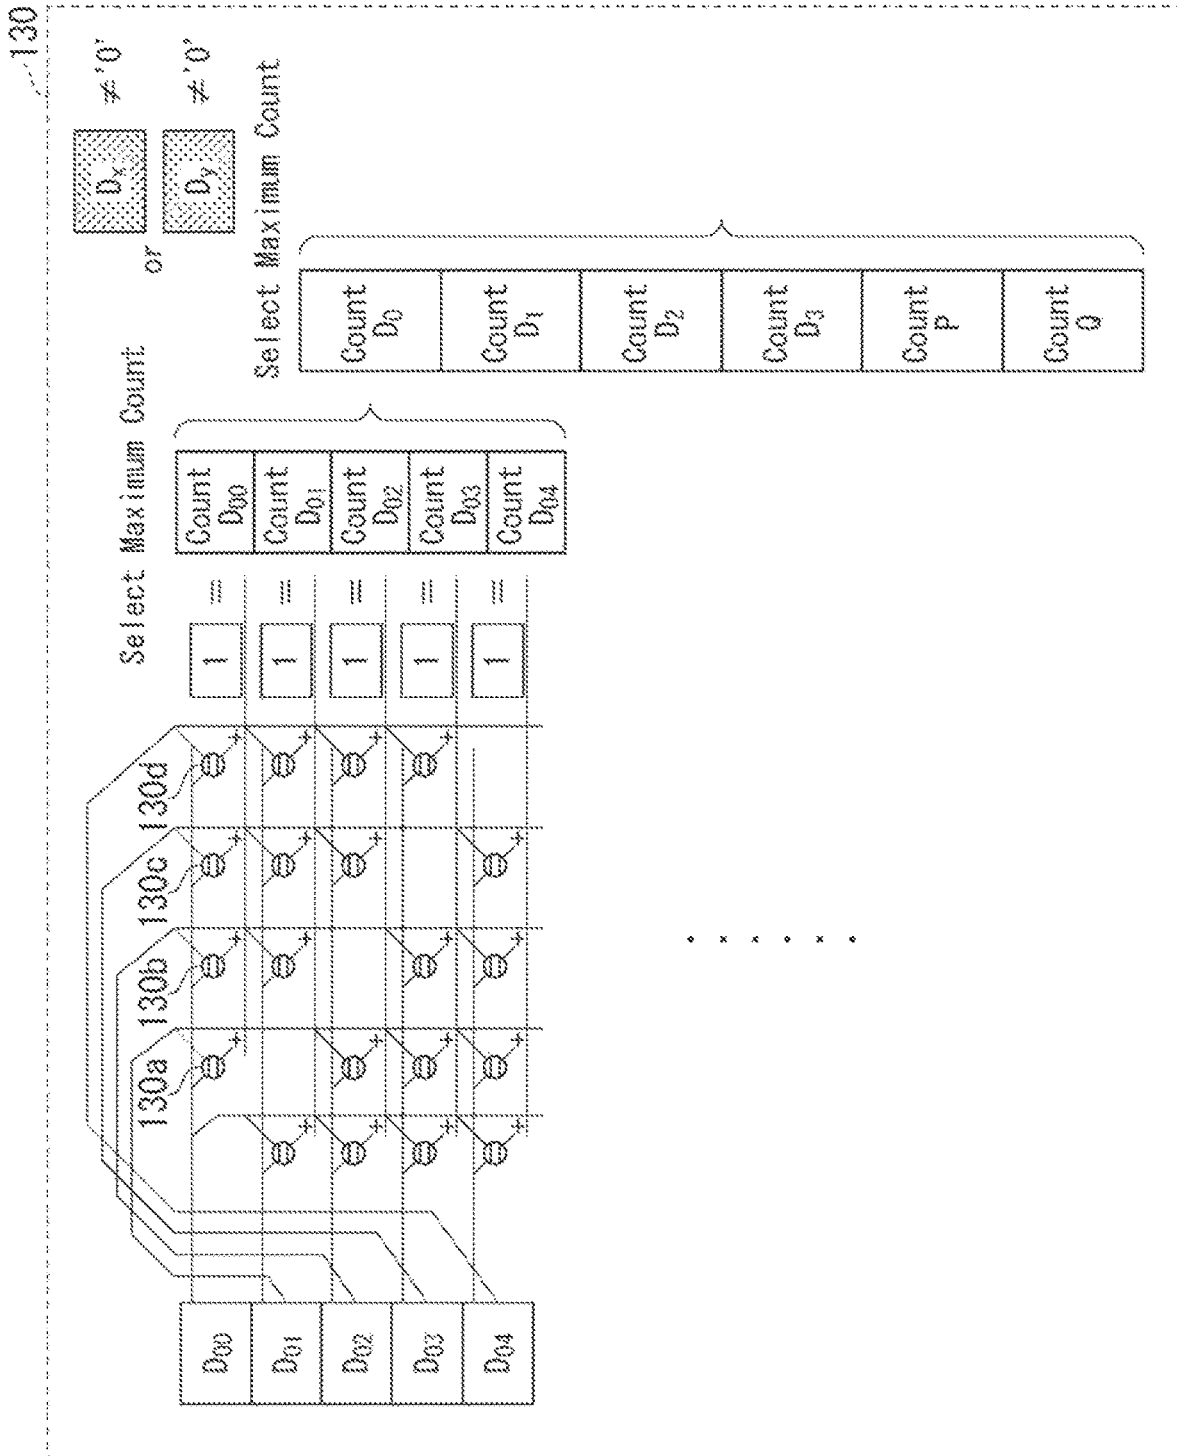 130
D₀₀
D₀₁
D₀₂
D₀₃
D₀₄
130a
130b
130c
130d
+ + + +
+ + + +
+ + + +
+ + + +
+ + + +
1 =
1 =
1 =
1 =
1 =
Select Maximum Count
Count D₀₀
Count D₀₁
Count D₀₂
Count D₀₃
Count D₀₄
Dₓ ≠'0'
or
Dᵧ ≠'0'
Select Maximum Count
Count D₀
Count D₁
Count D₂
Count D₃
Count P
Count Q